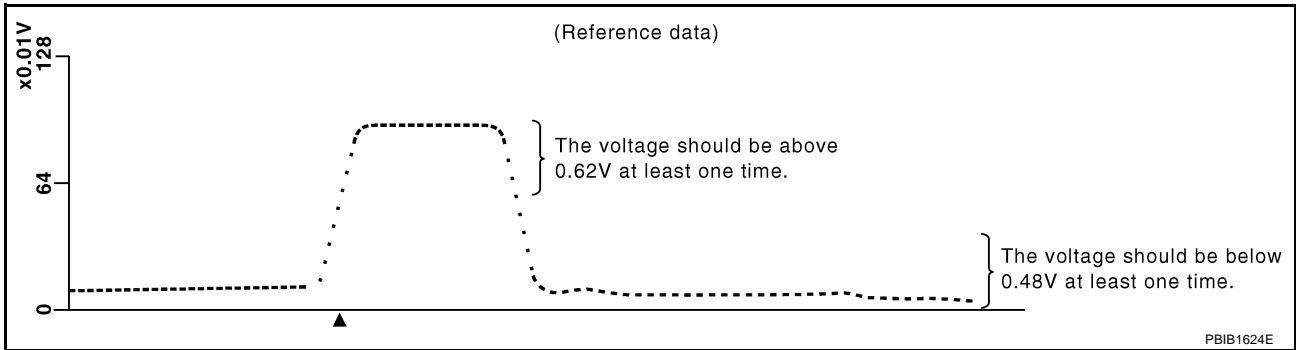 (Reference data)
x0.01V
128
64
0
The voltage should be above
0.62V at least one time.
The voltage should be below
0.48V at least one time.
PBIB1624E